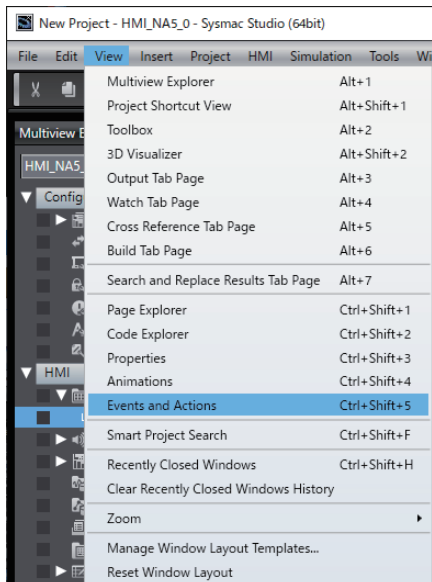 New Project - HMI_NA5_0 - Sysmac Studio (64bit)
File Edit View Insert Project HMI Simulation Tools
Multiview Explorer Alt+1
Project Shortcut View Alt+Shift+1
Toolbox Alt+2
3D Visualizer Alt+Shift+2
Output Tab Page Alt+3
Watch Tab Page Alt+4
Cross Reference Tab Page Alt+5
Build Tab Page Alt+6
Search and Replace Results Tab Page Alt+7
Page Explorer Ctrl+Shift+1
Code Explorer Ctrl+Shift+2
Properties Ctrl+Shift+3
Animations Ctrl+Shift+4
Events and Actions Ctrl+Shift+5
Smart Project Search Ctrl+Shift+F
Recently Closed Windows Ctrl+Shift+H
Clear Recently Closed Windows History
Zoom
Manage Window Layout Templates...
Reset Window Layout
Multiview E
HMI_NA5_
Config
HMI